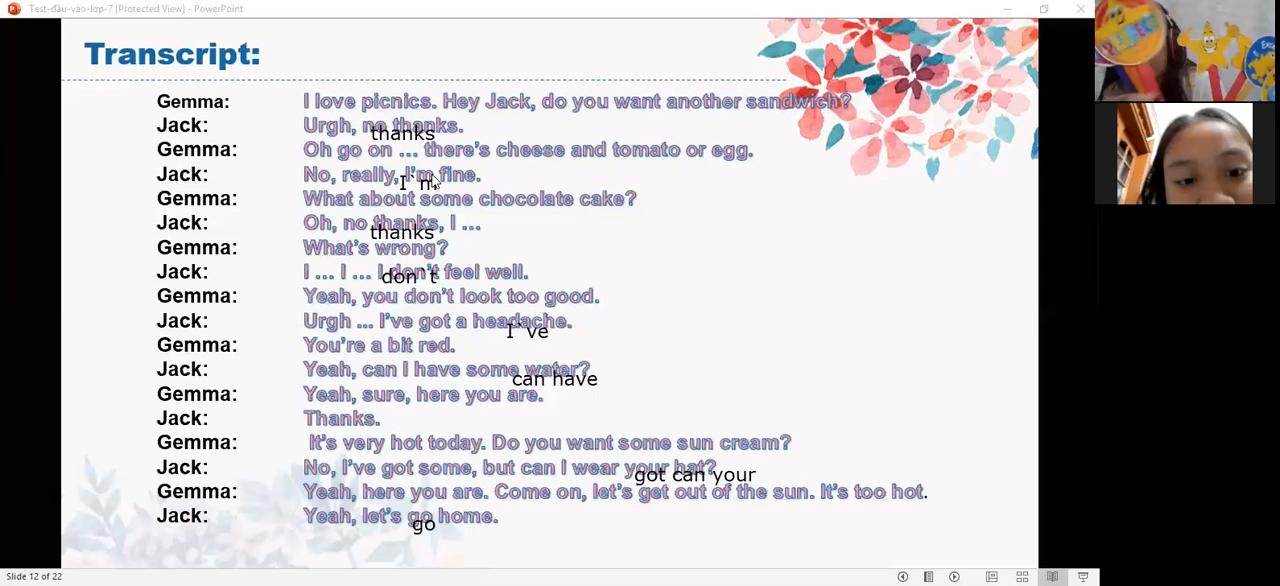 Test-đầu-vào-lớp-7 [Protected View] - PowerPoint
Transcript:
Gemma: I love picnics. Hey Jack, do you want another sandwich?
Jack: Urgh, no thanks.
thanks
Gemma: Oh go on … there's cheese and tomato or egg.
Jack: No, really, I'm fine.
I`m
Gemma: What about some chocolate cake?
Jack: Oh, no thanks, I …
thanks
Gemma: What's wrong?
Jack: I … I … I don't feel well.
don`t
Gemma: Yeah, you don't look too good.
Jack: Urgh ... I've got a headache.
I`ve
Gemma: You're a bit red.
Jack: Yeah, can I have some water?
can have
Gemma: Yeah, sure, here you are.
Jack: Thanks.
Gemma: It's very hot today. Do you want some sun cream?
Jack: No, I've got some, but can I wear your hat?
got can your
Gemma: Yeah, here you are. Come on, let's get out of the sun. It's too hot.
Jack: Yeah, let's go home.
go
Slide 12 of 22